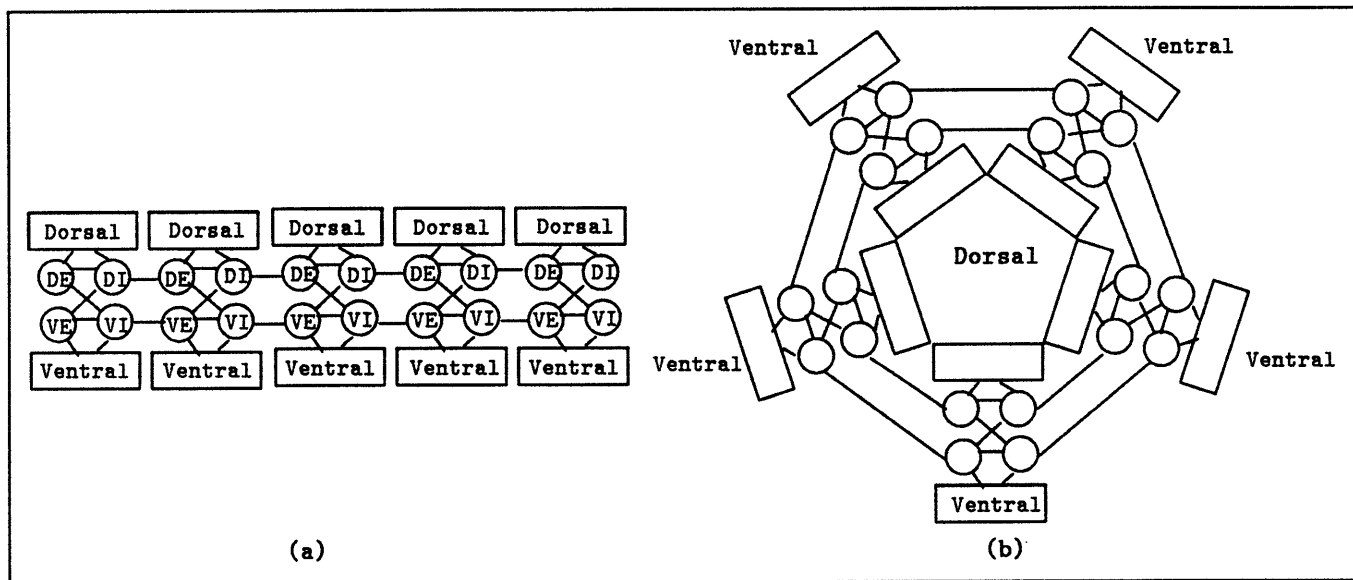 Dorsal Dorsal Dorsal Dorsal Dorsal
DE DI DE DI DE DI DE DI DE DI
VE VI VE VI VE VI VE VI VE VI
Ventral Ventral Ventral Ventral Ventral
(a)
Ventral Ventral
Dorsal
Ventral Ventral
Ventral
(b)